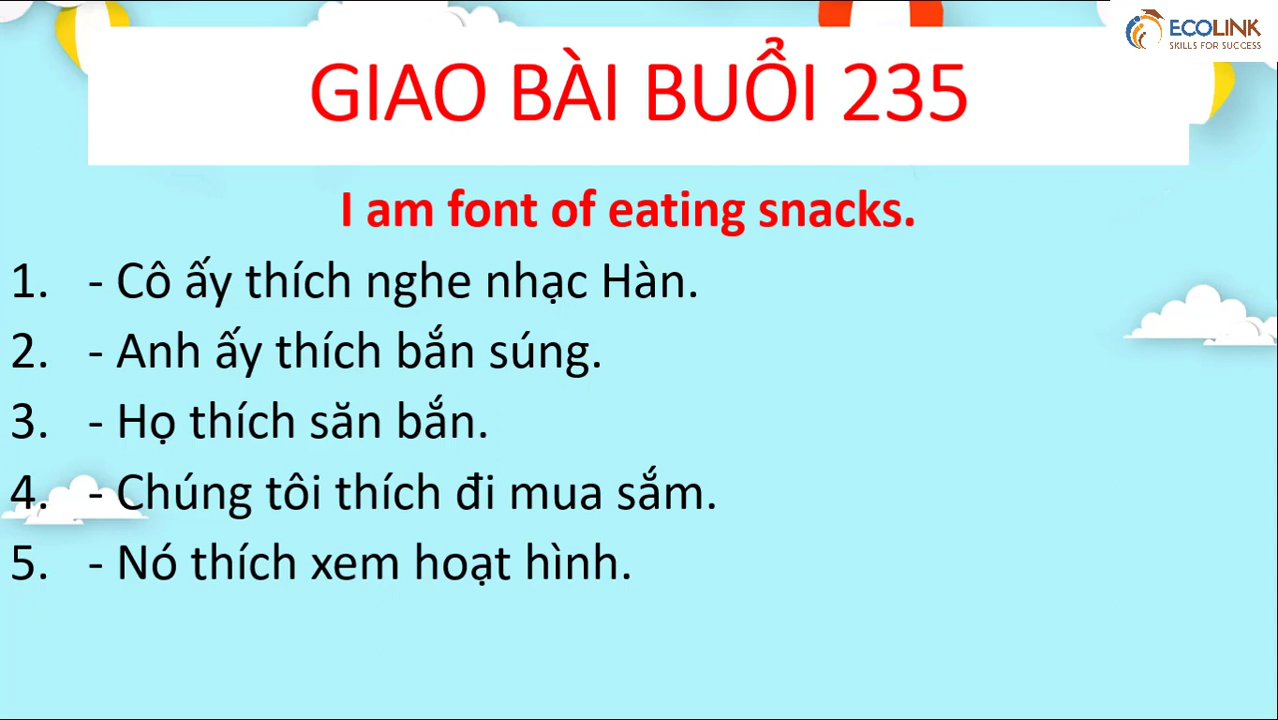 ECOLINK
SKILLS FOR SUCCESS
GIAO BÀI BUỔI 235
I am font of eating snacks.
1. - Cô ấy thích nghe nhạc Hàn.
2. - Anh ấy thích bắn súng.
3. - Họ thích săn bắn.
4. - Chúng tôi thích đi mua sắm.
5. - Nó thích xem hoạt hình.